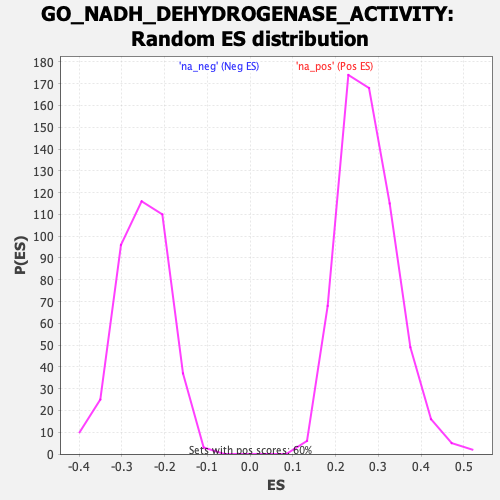 GO_NADH_DEHYDROGENASE_ACTIVITY:
Random ES distribution
'na_neg' (Neg ES) 'na_pos' (Pos ES)
180
170
160
150
140
130
120
110
100
90
80
70
60
50
40
30
20
10
0
P(ES)
Sets with pos scores: 60%
-0.4 -0.3 -0.2 -0.1 0.0 0.1 0.2 0.3 0.4 0.5
ES